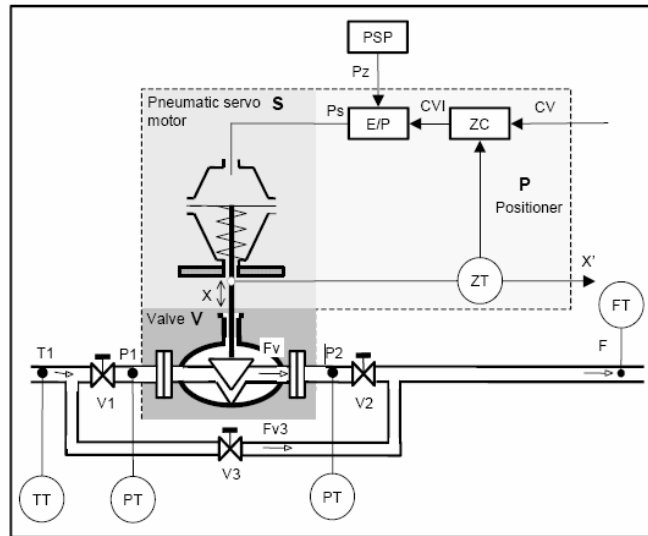 PSP
Pz
Pneumatic servo S
motor
Ps
CVI
CV
E/P
ZC
P
Positioner
X
X'
ZT
FT
Valve V
Fv
T1
P1
P2
F
V1
V2
Fv3
V3
TT
PT
PT